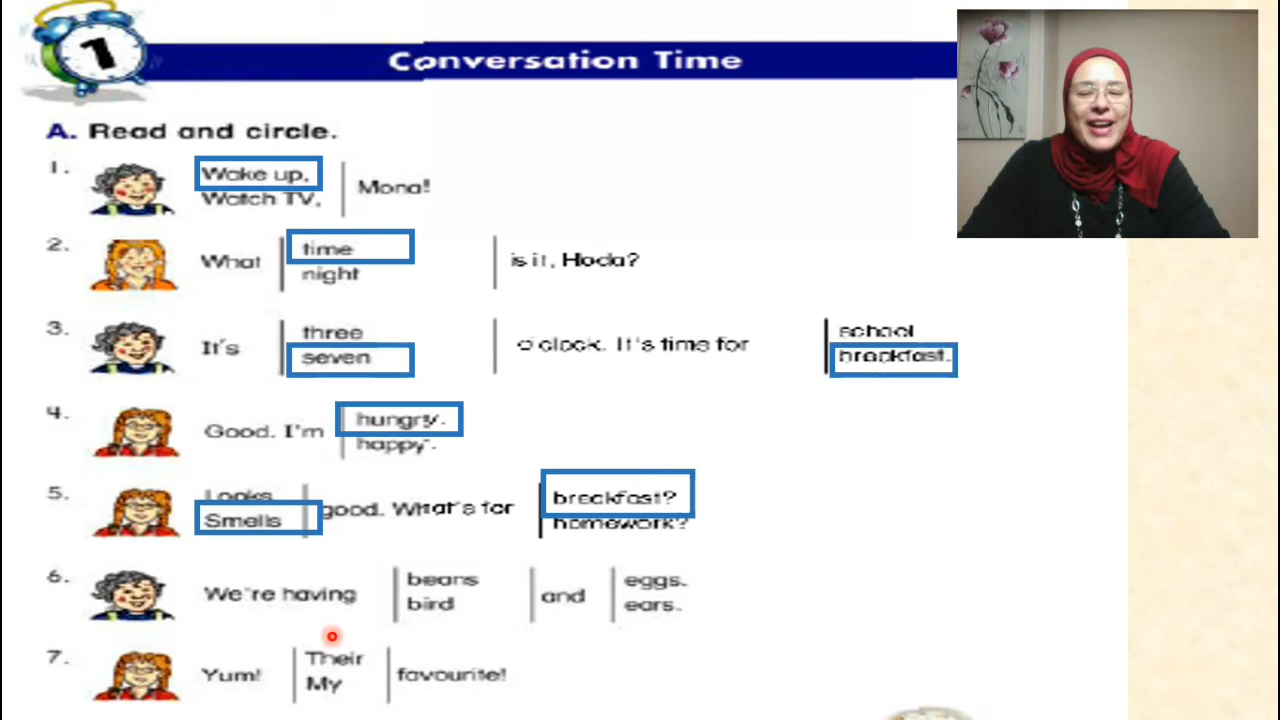 1
Conversation Time
A. Read and circle.
1. Wake up, Mona!
Watch TV,
2. What time is it, Hoda?
night
3. It's three o'clock. It's time for school
seven breakfast.
4. Good. I'm hungry.
happy.
5. Looks good. What's for breakfast?
Smells homework?
6. We're having beans and eggs.
bird ears.
7. Yum! Their favourite!
My